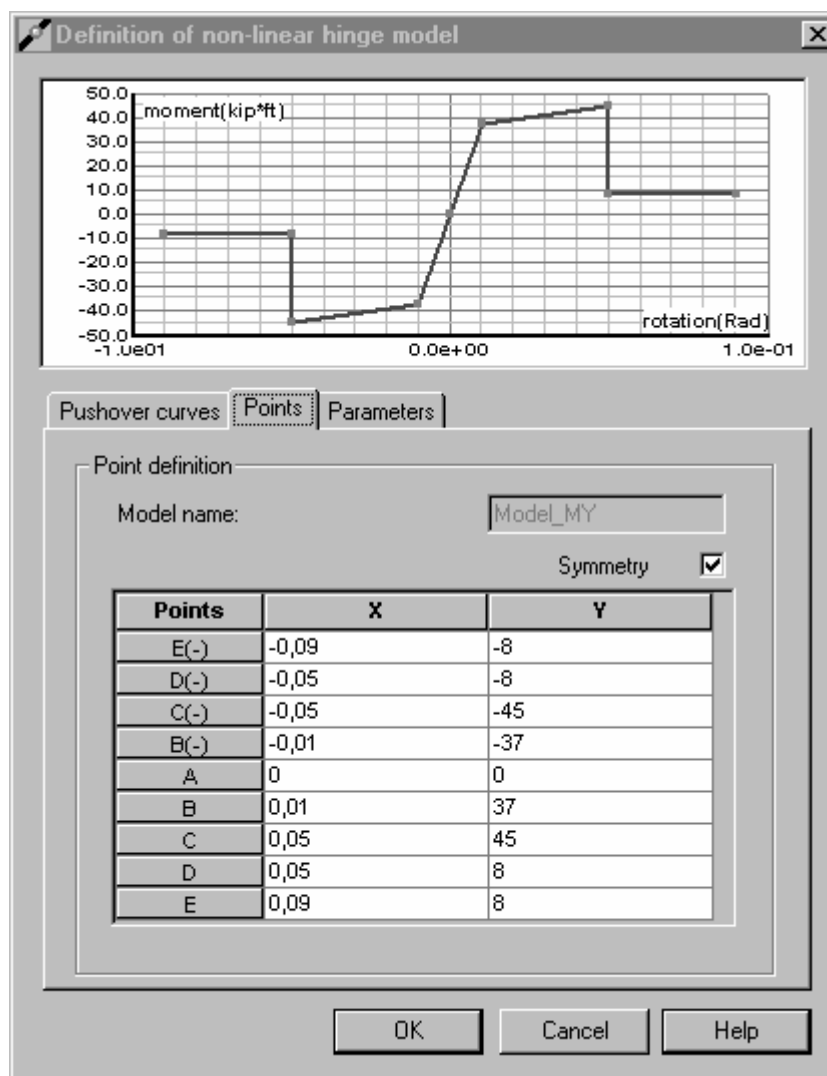 Definition of non-linear hinge model
50.0
moment(kip*ft)
40.0
30.0
20.0
10.0
0.0
-10.0
-20.0
-30.0
-40.0
rotation(Rad)
-50.0
-1.0e01 0.0e+00 1.0e-01
Pushover curves Points Parameters
Point definition
Model name: Model_MY
Symmetry
Points X Y
E(-) -0,09 -8
D(-) -0,05 -8
C(-) -0,05 -45
B(-) -0,01 -37
A 0 0
B 0,01 37
C 0,05 45
D 0,05 8
E 0,09 8
OK Cancel Help